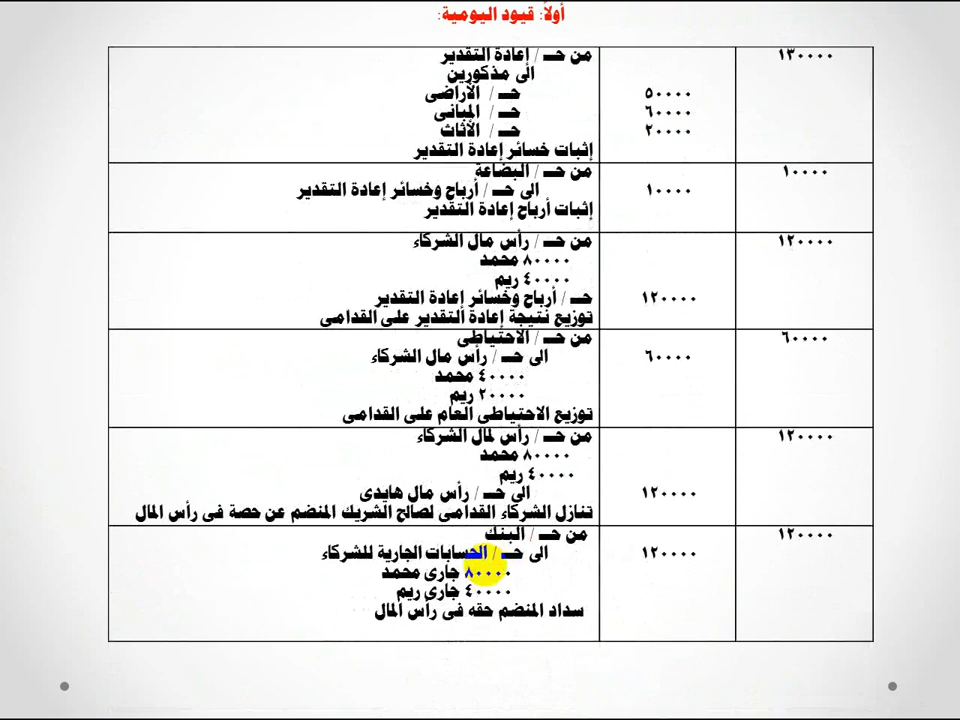 أولاً: قيود اليومية:
١٣٠٠٠٠ من حـ / إعادة التقدير
الى مذكورين
٥٠٠٠٠ حـ / الأراضى
٦٠٠٠٠ حـ / المبانى
٢٠٠٠٠ حـ / الأثاث
إثبات خسائر إعادة التقدير
١٠٠٠٠ من حـ / البضاعة
١٠٠٠٠ الى حـ / أرباح وخسائر إعادة التقدير
إثبات أرباح إعادة التقدير
١٢٠٠٠٠ من حـ / رأس مال الشركاء
٨٠٠٠٠ محمد
٤٠٠٠٠ ريم
١٢٠٠٠٠ حـ / أرباح وخسائر إعادة التقدير
توزيع نتيجة إعادة التقدير على القدامى
٦٠٠٠٠ من حـ / الاحتياطى
٦٠٠٠٠ الى حـ / رأس مال الشركاء
٤٠٠٠٠ محمد
٢٠٠٠٠ ريم
توزيع الاحتياطى العام على القدامى
١٢٠٠٠٠ من حـ / رأس لمال الشركاء
٨٠٠٠٠ محمد
٤٠٠٠٠ ريم
١٢٠٠٠٠ الى حـ / رأس مال هايدى
تنازل الشركاء القدامى لصالح الشريك المنضم عن حصة فى رأس المال
١٢٠٠٠٠ من حـ / البنك
١٢٠٠٠٠ الى حـ / الحسابات الجارية للشركاء
٨٠٠٠٠ جارى محمد
٤٠٠٠٠ جارى ريم
سداد المنضم حقه فى رأس المال